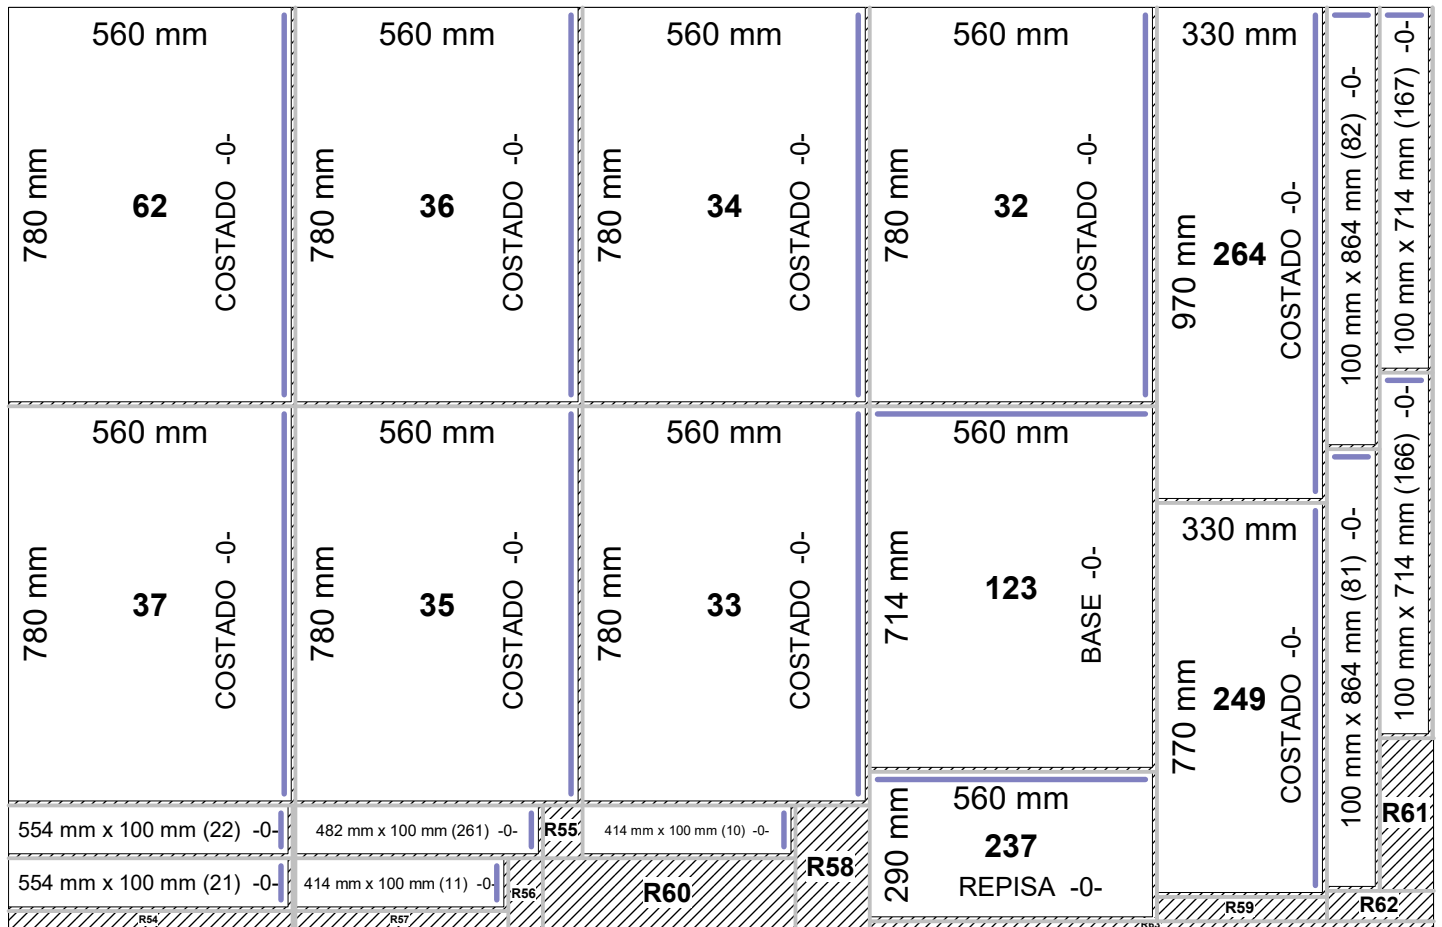 560 mm
780 mm
62
COSTADO -0-
560 mm
780 mm
36
COSTADO -0-
560 mm
780 mm
34
COSTADO -0-
560 mm
780 mm
32
COSTADO -0-
330 mm
970 mm
264
COSTADO -0-
100 mm x 864 mm (82) -0-
100 mm x 714 mm (167) -0-
560 mm
780 mm
37
COSTADO -0-
560 mm
780 mm
35
COSTADO -0-
560 mm
780 mm
33
COSTADO -0-
560 mm
714 mm
123
BASE -0-
330 mm
770 mm
249
COSTADO -0-
100 mm x 864 mm (81) -0-
100 mm x 714 mm (166) -0-
554 mm x 100 mm (22) -0-
482 mm x 100 mm (261) -0-
R55
414 mm x 100 mm (10) -0-
R58
560 mm
290 mm
237
REPISA -0-
R61
554 mm x 100 mm (21) -0-
414 mm x 100 mm (11) -0-
R56
R60
R59
R62
R54
R57